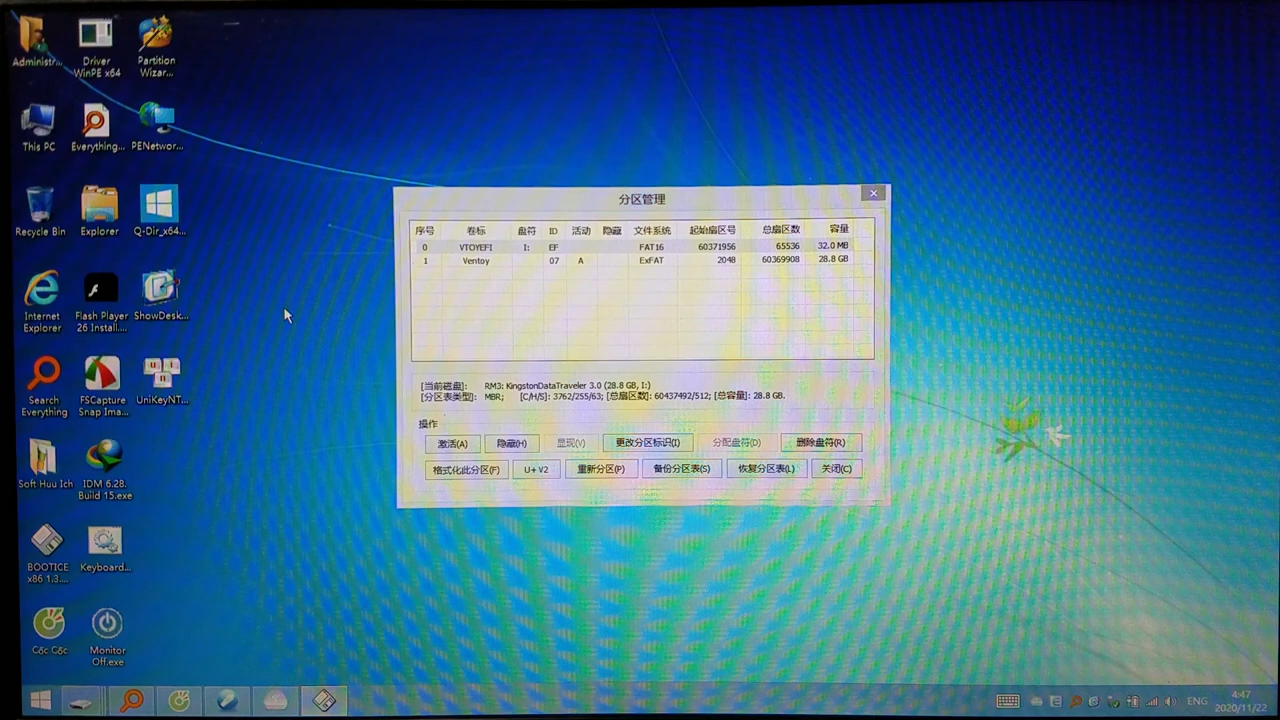 Administr...
Driver
WinPE x64
Partition
Wizar...
This PC
Everything...
PENetwor...
Recycle Bin
Explorer
Q-Dir_x64...
Internet
Explorer
Flash Player
26 Install....
ShowDesk...
Search
Everything
FSCapture
Snap Ima...
UniKeyNT...
Soft Huu Ich
IDM 6.28.
Build 15.exe
BOOTICE
x86 1.3....
Keyboard...
Cốc Cốc
Monitor
Off.exe
分区管理
序号 卷标 盘符 ID 活动 隐藏 文件系统 起始扇区号 总扇区数 容量
0 VTOYEFI I: EF FAT16 60371956 65536 32.0 MB
1 Ventoy 07 A ExFAT 2048 60369908 28.8 GB
[当前磁盘]: RM3: KingstonDataTraveler 3.0 (28.8 GB, I:)
[分区表类型]: MBR; [C/H/S]: 3762/255/63; [总扇区数]: 60437492/512; [总容量]: 28.8 GB.
操作
激活(A) 隐藏(H) 显现(V) 更改分区标识(I) 分配盘符(D) 删除盘符(R)
格式化此分区(F) U+ V2 重新分区(P) 备份分区表(S) 恢复分区表(L) 关闭(C)
ENG
4:47
2020/11/22